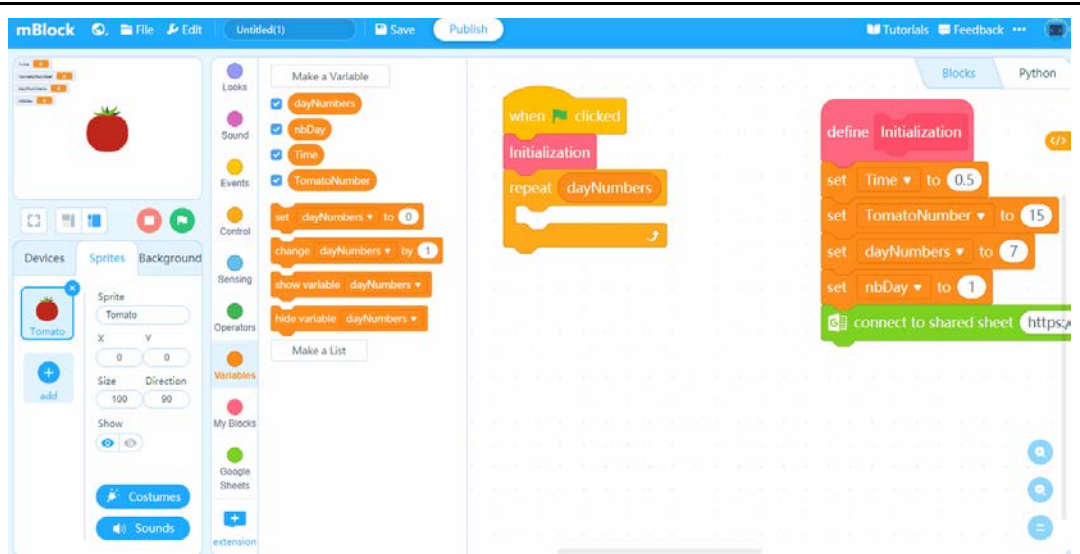 mBlock File Edit Untitled(1) Save Publish Tutorials Feedback
Blocks Python
Devices Sprites Background
Tomato
add
Sprite
Tomato
X Y
0 0
Size Direction
100 90
Show
Costumes
Sounds
Looks
Sound
Events
Control
Sensing
Operators
Variables
My Blocks
Google
Sheets
extension
Make a Variable
dayNumbers
nbDay
Time
TomatoNumber
set dayNumbers to 0
change dayNumbers by 1
show variable dayNumbers
hide variable dayNumbers
Make a List
when clicked
Initialization
repeat dayNumbers
define Initialization
set Time to 0.5
set TomatoNumber to 15
set dayNumbers to 7
set nbDay to 1
connect to shared sheet https:/